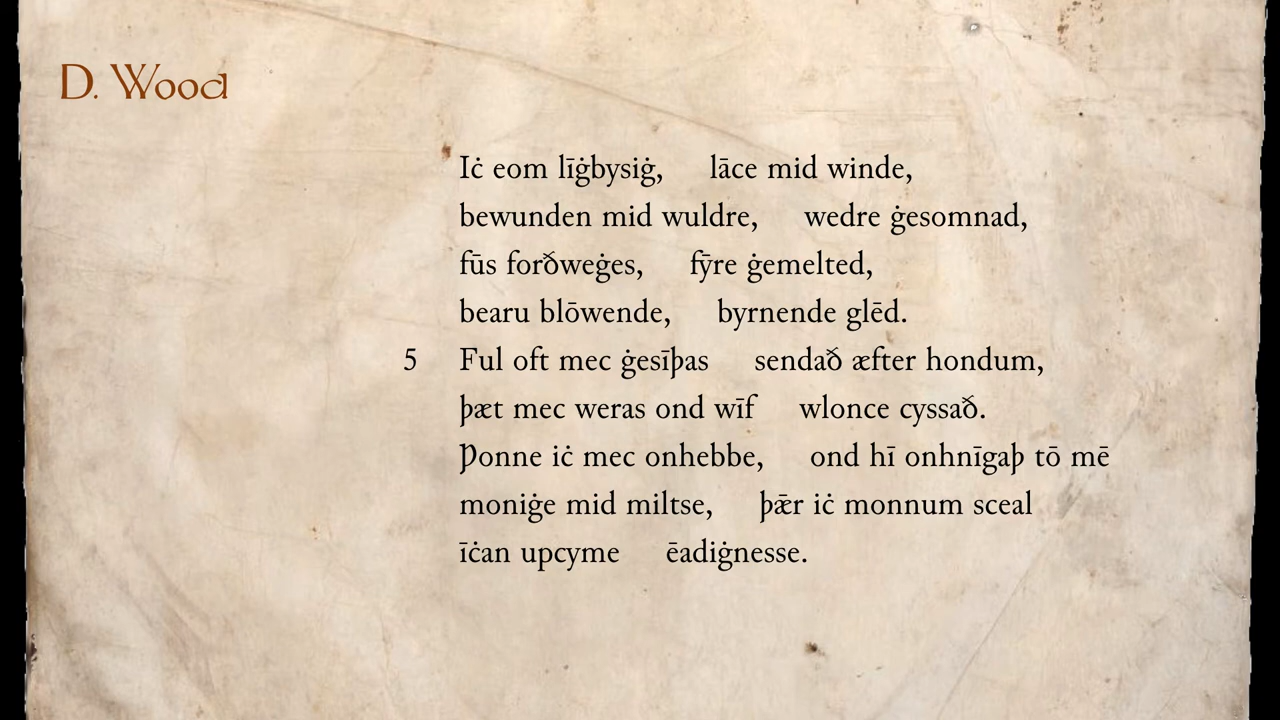 D. Wood
Iċ eom līġbysiġ, lāce mid winde,
bewunden mid wuldre, wedre ġesomnad,
fūs forðweġes, fȳre ġemelted,
bearu blōwende, byrnende glēd.
5 Ful oft mec ġesīþas sendað æfter hondum,
þæt mec weras ond wīf wlonce cyssað.
Þonne iċ mec onhebbe, ond hī onhnīgaþ tō mē
moniġe mid miltse, þǣr iċ monnum sceal
īċan upcyme ēadiġnesse.